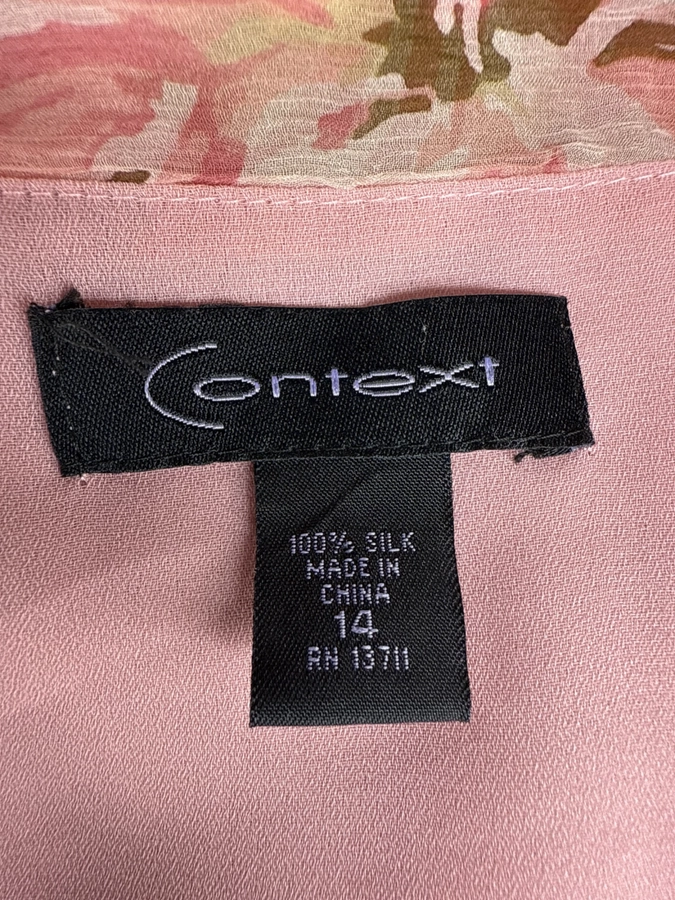 Context
100% SILK
MADE IN
CHINA
14
RN 13711